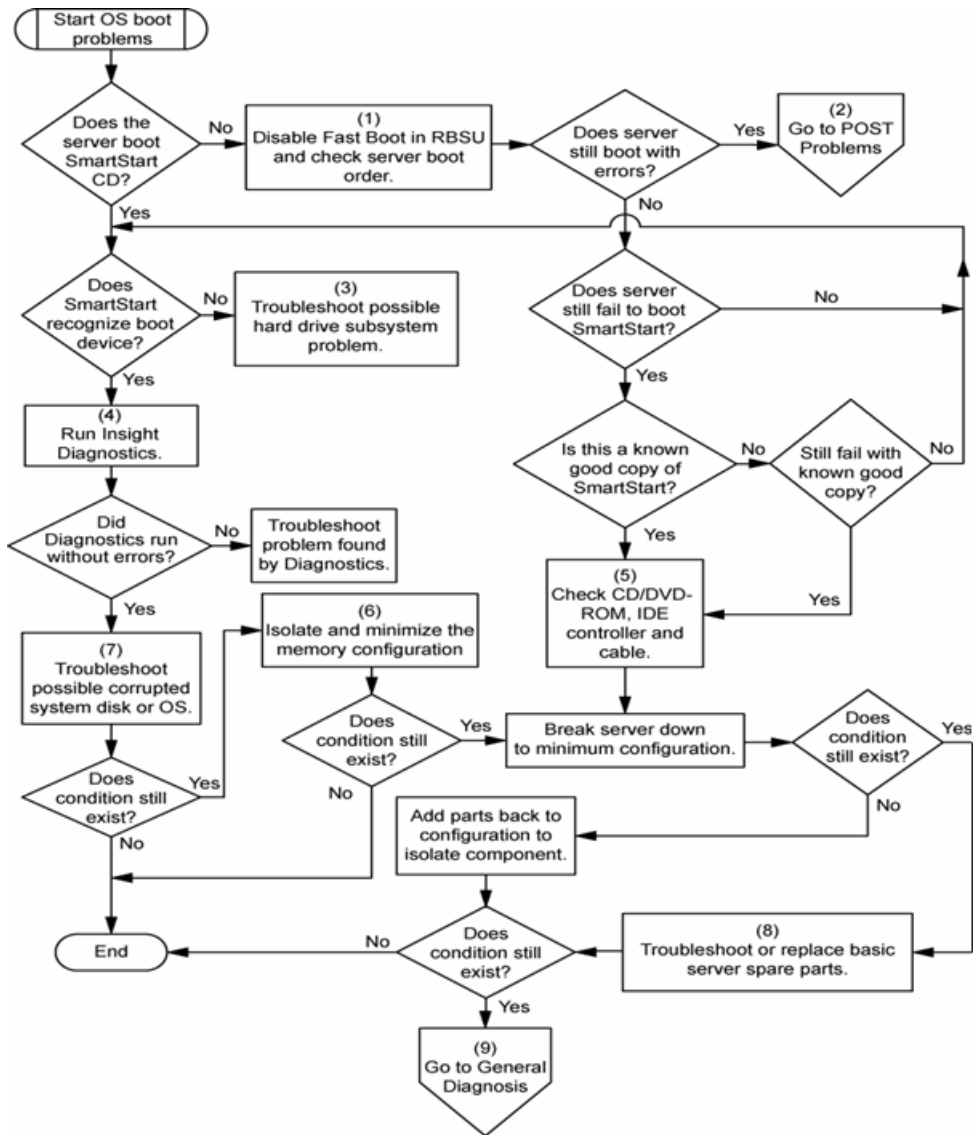 Start OS boot
problems
Does the
server boot
SmartStart
CD?
No
(1)
Disable Fast Boot in RBSU
and check server boot
order.
Does server
still boot with
errors?
Yes
(2)
Go to POST
Problems
Yes
No
Does
SmartStart
recognize boot
device?
No
(3)
Troubleshoot possible
hard drive subsystem
problem.
Does server
still fail to boot
SmartStart?
No
Yes
Yes
(4)
Run Insight
Diagnostics.
Is this a known
good copy of
SmartStart?
No
Still fail with
known good
copy?
No
Did
Diagnostics run
without errors?
No
Troubleshoot
problem found
by Diagnostics.
Yes
Yes
Yes
(5)
Check CD/DVD-
ROM, IDE
controller and
cable.
(6)
Isolate and minimize the
memory configuration
(7)
Troubleshoot
possible corrupted
system disk or OS.
Does
condition still
exist?
Yes
Break server down
to minimum configuration.
Does
condition still
exist?
Yes
Does
condition still
exist?
Yes
No
No
No
Add parts back to
configuration to
isolate component.
End
No
Does
condition still
exist?
(8)
Troubleshoot or replace basic
server spare parts.
Yes
(9)
Go to General
Diagnosis